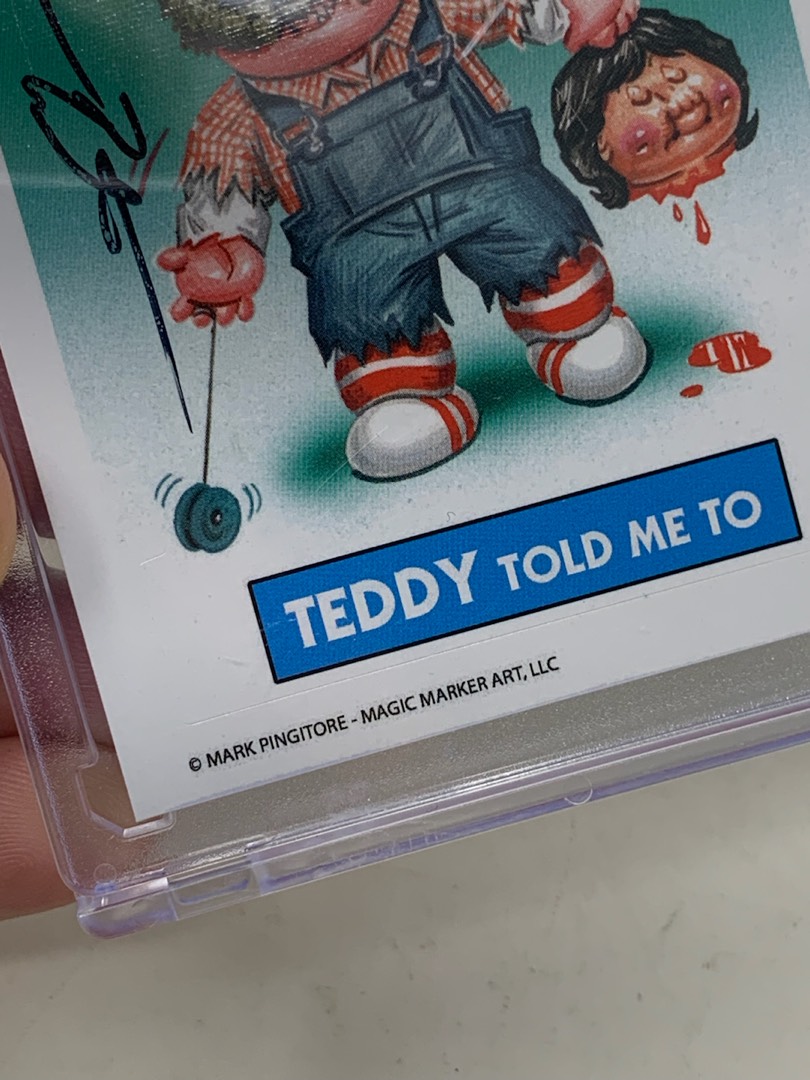 TEDDY TOLD ME TO
© MARK PINGITORE - MAGIC MARKER ART, LLC